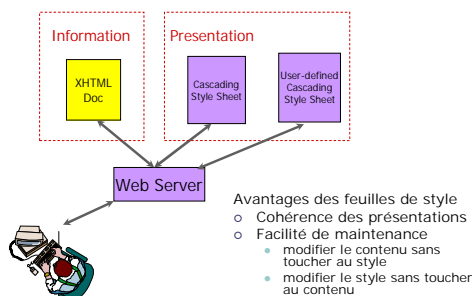 Information
Presentation
XHTML
Doc
Cascading
Style Sheet
User-defined
Cascading
Style Sheet
Web Server
Avantages des feuilles de style
Cohérence des présentations
Facilité de maintenance
modifier le contenu sans
toucher au style
modifier le style sans toucher
au contenu